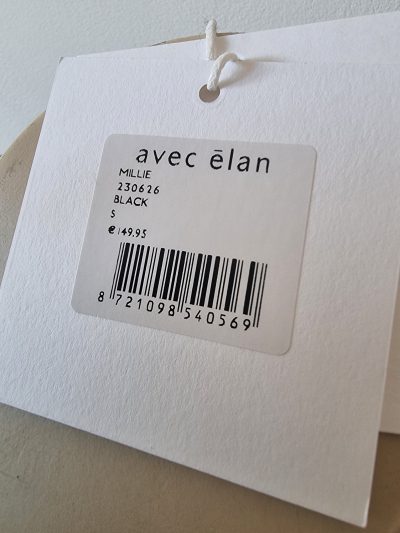 avec ēlan
MILLIE
230626
BLACK
S
€ 149.95
8 721098 540569